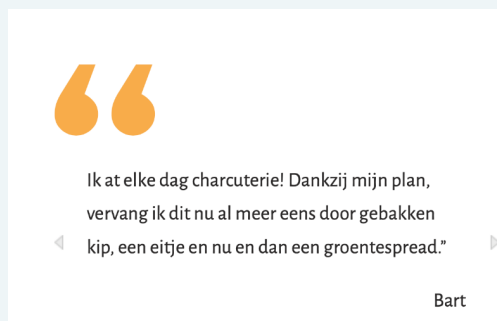 “
Ik at elke dag charcuterie! Dankzij mijn plan,
vervang ik dit nu al meer eens door gebakken
kip, een eitje en nu en dan een groentespread.”
Bart